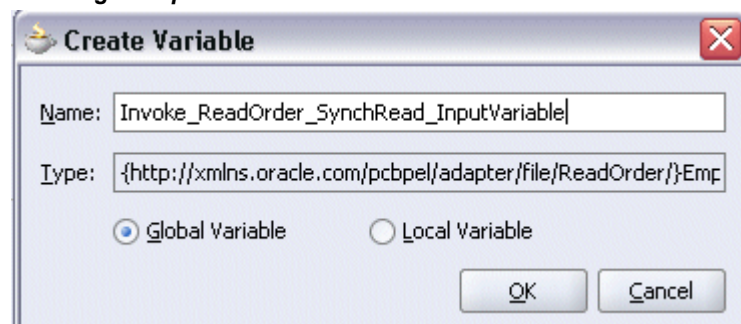 Create Variable
Name: Invoke_ReadOrder_SynchRead_InputVariable
Type: {http://xmlns.oracle.com/pcbpel/adapter/file/ReadOrder/}Emp
Global Variable Local Variable
OK Cancel